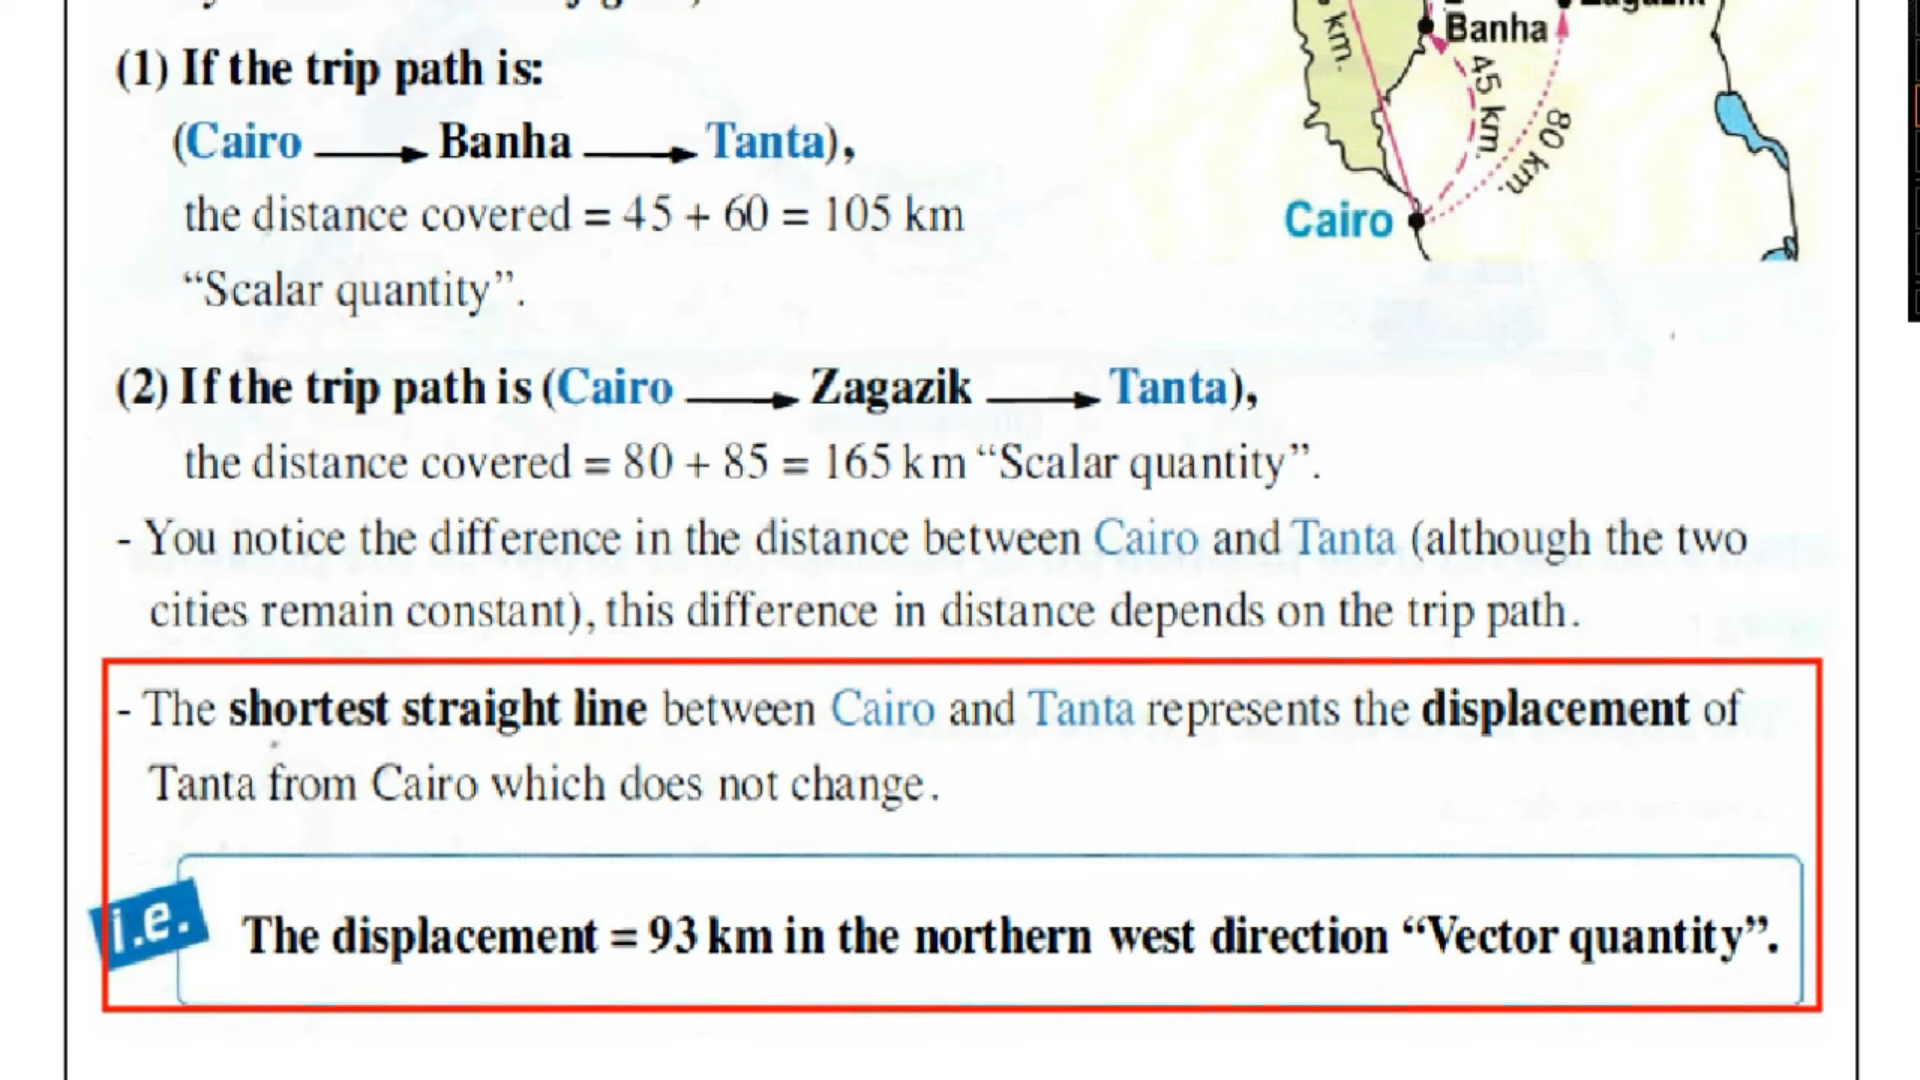 (1) If the trip path is:
(Cairo → Banha → Tanta),
the distance covered = 45 + 60 = 105 km
“Scalar quantity”.
km.
Banha
45 km.
80 km.
Cairo
(2) If the trip path is (Cairo → Zagazik → Tanta),
the distance covered = 80 + 85 = 165 km “Scalar quantity”.
- You notice the difference in the distance between Cairo and Tanta (although the two
cities remain constant), this difference in distance depends on the trip path.
- The shortest straight line between Cairo and Tanta represents the displacement of
Tanta from Cairo which does not change.
i.e.
The displacement = 93 km in the northern west direction “Vector quantity”.